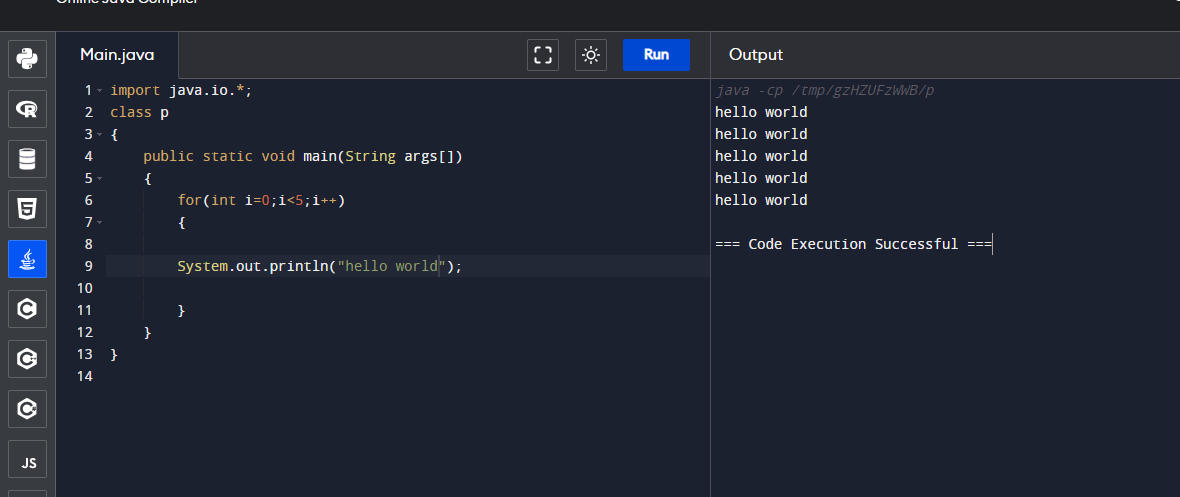 Online Java Compiler
Main.java
Run
Output
1 import java.io.*;
2 class p
3 {
4 public static void main(String args[])
5 {
6 for(int i=0;i<5;i++)
7 {
8
9 System.out.println("hello world");
10
11 }
12 }
13 }
14
java -cp /tmp/gzHZUFzWWB/p
hello world
hello world
hello world
hello world
hello world
=== Code Execution Successful ===
JS